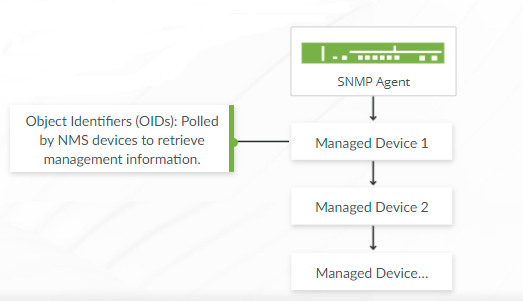 SNMP Agent
Object Identifiers (OIDs): Polled
by NMS devices to retrieve
management information.
Managed Device 1
Managed Device 2
Managed Device...